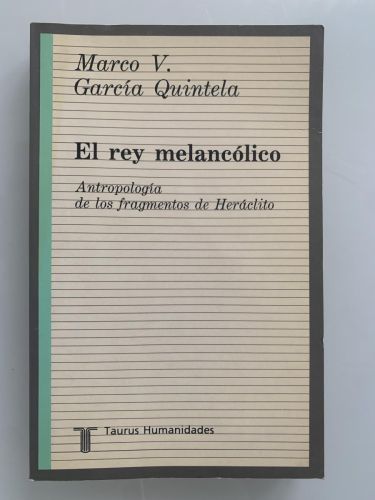 Marco V.
García Quintela
El rey melancólico
Antropología
de los fragmentos de Heráclito
Taurus Humanidades